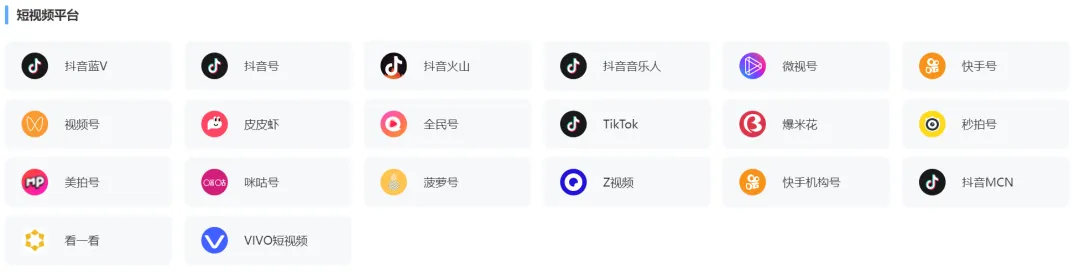 短视频平台
抖音蓝V 抖音号 抖音火山 抖音音乐人 微视号 快手号
视频号 皮皮虾 全民号 TikTok 爆米花 秒拍号
MP 美拍号 咪咕 咪咕号 菠萝号 Z视频 快手机构号 抖音MCN
看一看 VIVO短视频